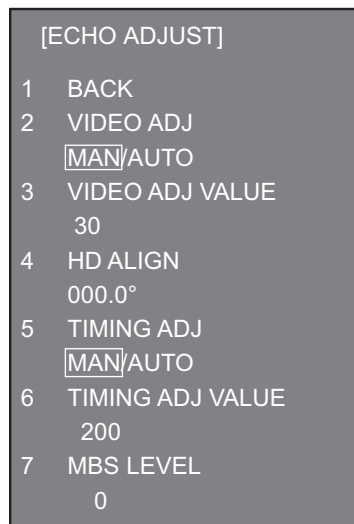 [ECHO ADJUST]
1 BACK
2 VIDEO ADJ
MAN/AUTO
3 VIDEO ADJ VALUE
30
4 HD ALIGN
000.0°
5 TIMING ADJ
MAN/AUTO
6 TIMING ADJ VALUE
200
7 MBS LEVEL
0